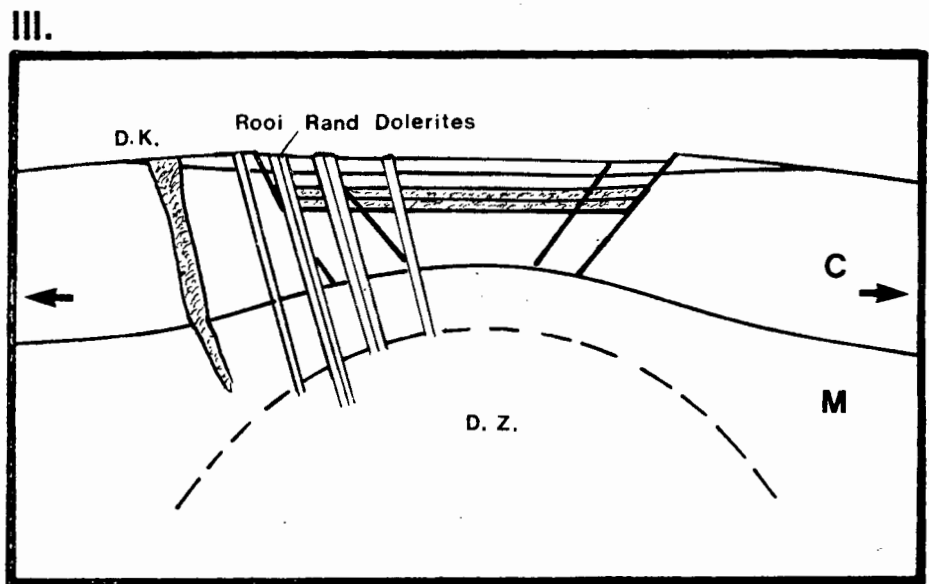 III.
Rooi Rand Dolerites
D.K.
C
M
D. Z.